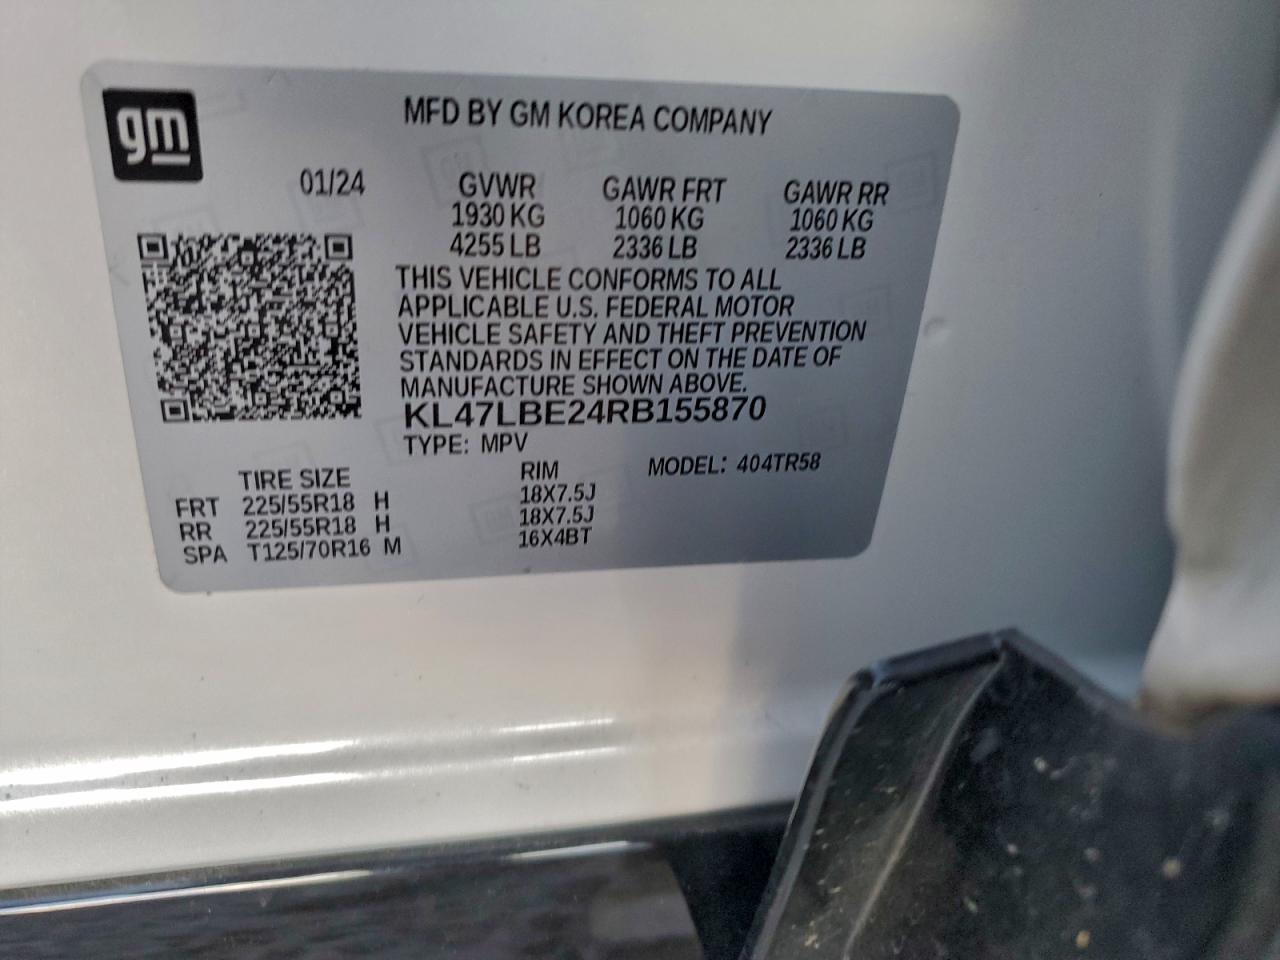 gm
MFD BY GM KOREA COMPANY
01/24 GVWR GAWR FRT GAWR RR
1930 KG 1060 KG 1060 KG
4255 LB 2336 LB 2336 LB
THIS VEHICLE CONFORMS TO ALL
APPLICABLE U.S. FEDERAL MOTOR
VEHICLE SAFETY AND THEFT PREVENTION
STANDARDS IN EFFECT ON THE DATE OF
MANUFACTURE SHOWN ABOVE.
KL47LBE24RB155870
TYPE: MPV
TIRE SIZE RIM MODEL: 404TR58
FRT 225/55R18 H 18X7.5J
RR 225/55R18 H 18X7.5J
SPA T125/70R16 M 16X4BT